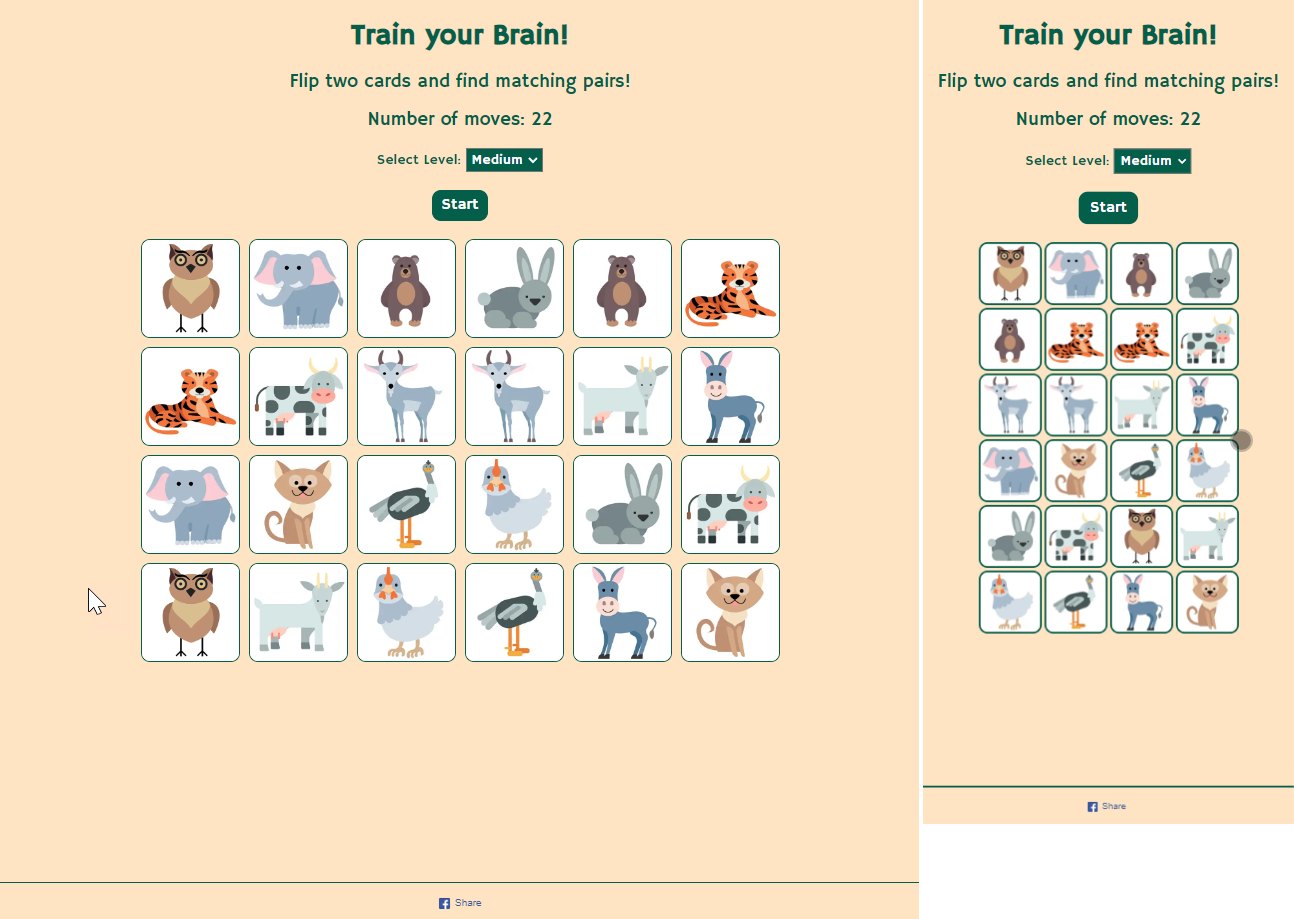 Train your Brain!
Flip two cards and find matching pairs!
Number of moves: 22
Select Level: Medium
Start
Share
Train your Brain!
Flip two cards and find matching pairs!
Number of moves: 22
Select Level: Medium
Start
Share